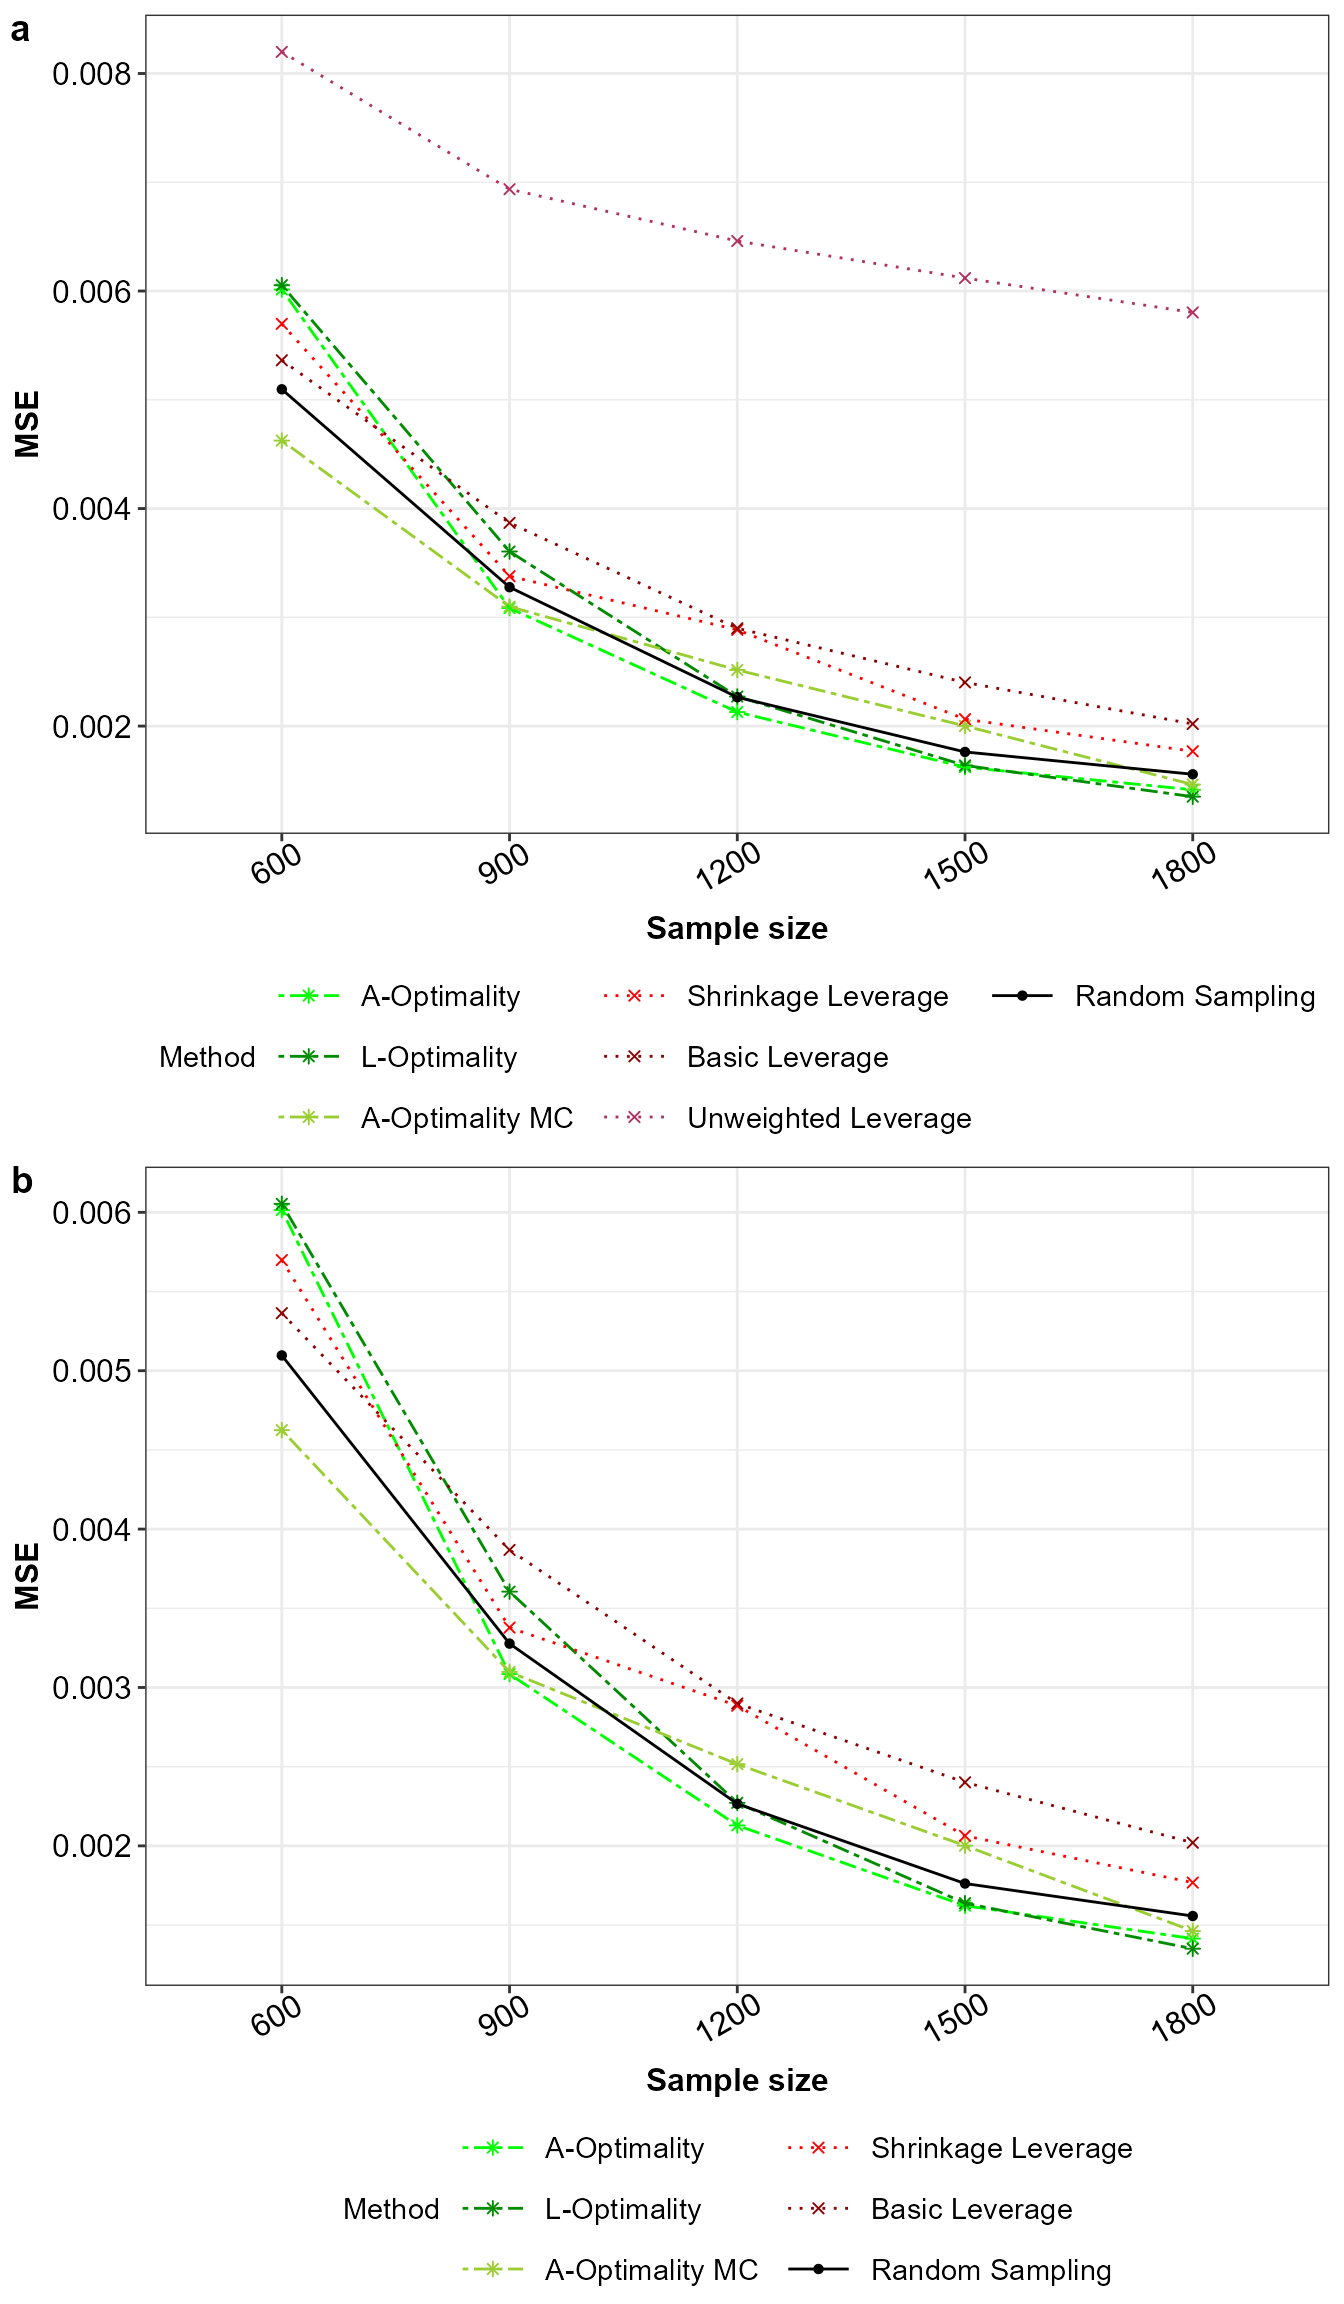 a
0.008
0.006
0.004
0.002
MSE
600 900 1200 1500 1800
Sample size
A-Optimality Shrinkage Leverage Random Sampling
Method L-Optimality Basic Leverage
A-Optimality MC Unweighted Leverage
b
0.006
0.005
0.004
0.003
0.002
MSE
600 900 1200 1500 1800
Sample size
A-Optimality Shrinkage Leverage
Method L-Optimality Basic Leverage
A-Optimality MC Random Sampling